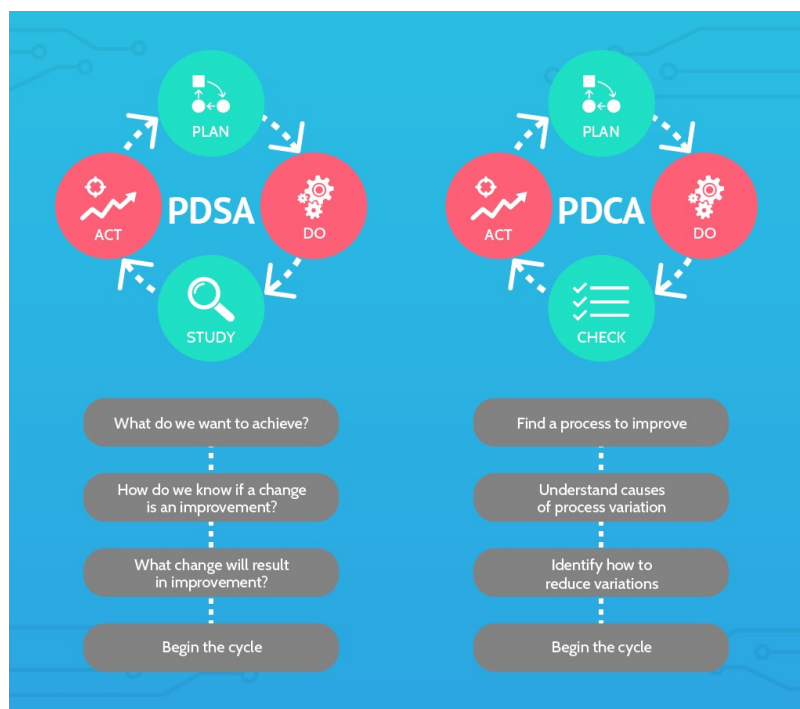 PLAN
ACT
PDSA
DO
STUDY
What do we want to achieve?
How do we know if a change
is an improvement?
What change will result
in improvement?
Begin the cycle
PLAN
ACT
PDCA
DO
CHECK
Find a process to improve
Understand causes
of process variation
Identify how to
reduce variations
Begin the cycle